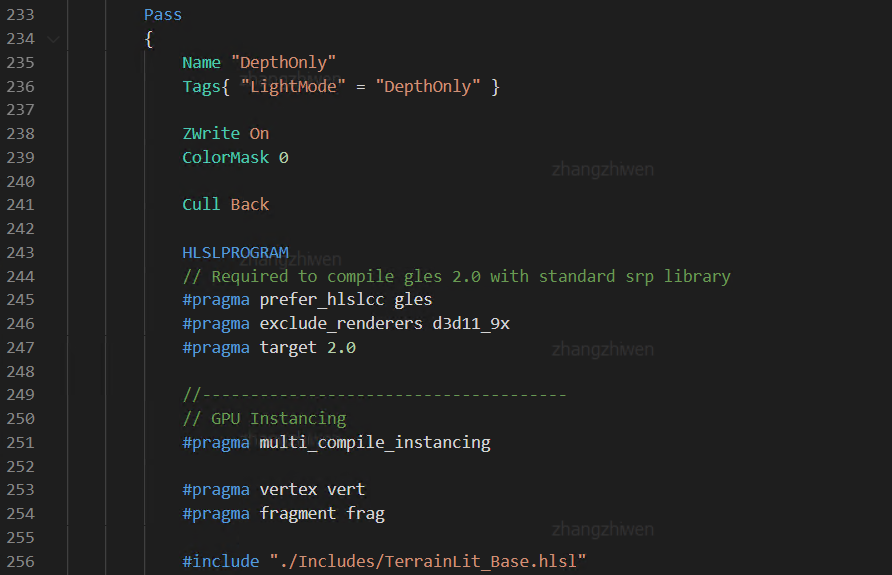 233 Pass
234 {
235 Name "DepthOnly"
236 Tags{ "LightMode" = "DepthOnly" }
237
238 ZWrite On
239 ColorMask 0
240
241 Cull Back
242
243 HLSLPROGRAM
244 // Required to compile gles 2.0 with standard srp library
245 #pragma prefer_hlslcc gles
246 #pragma exclude_renderers d3d11_9x
247 #pragma target 2.0
248
249 //--------------------------------------
250 // GPU Instancing
251 #pragma multi_compile_instancing
252
253 #pragma vertex vert
254 #pragma fragment frag
255
256 #include "./Includes/TerrainLit_Base.hlsl"
zhangzhiwen
zhangzhiwen
zhangzhiwen
zhangzhiwen
zhangzhiwen
zhangzhiwen